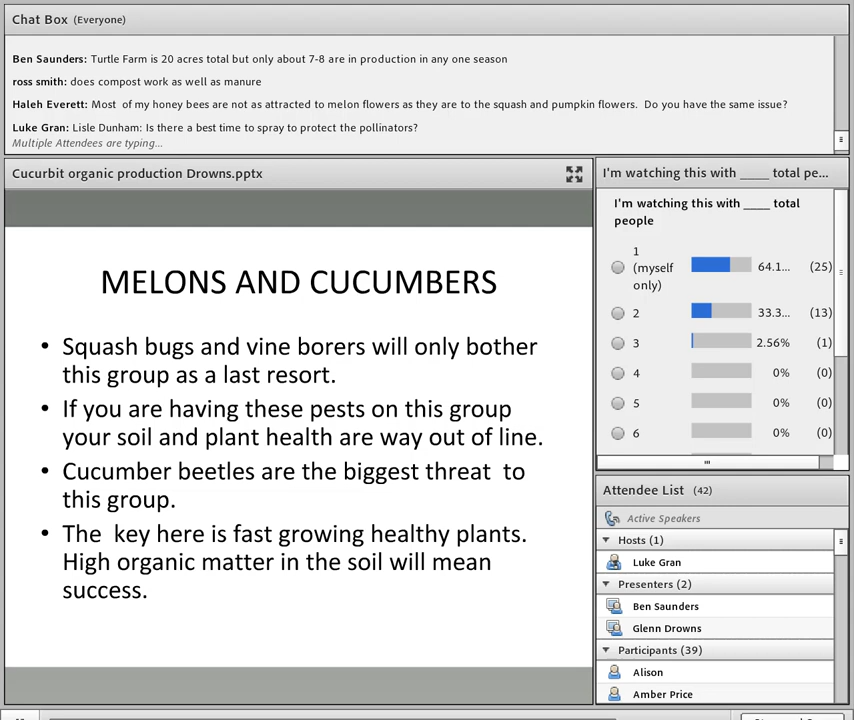 Chat Box (Everyone)
Ben Saunders: Turtle Farm is 20 acres total but only about 7-8 are in production in any one season
ross smith: does compost work as well as manure
Haleh Everett: Most of my honey bees are not as attracted to melon flowers as they are to the squash and pumpkin flowers. Do you have the same issue?
Luke Gran: Lisle Dunham: Is there a best time to spray to protect the pollinators?
Multiple Attendees are typing...
Cucurbit organic production Drowns.pptx
MELONS AND CUCUMBERS
• Squash bugs and vine borers will only bother
this group as a last resort.
• If you are having these pests on this group
your soil and plant health are way out of line.
• Cucumber beetles are the biggest threat to
this group.
• The key here is fast growing healthy plants.
High organic matter in the soil will mean
success.
I'm watching this with ____ total pe...
I'm watching this with ____ total
people
1
(myself
only)
64.1... (25)
2 33.3... (13)
3 2.56% (1)
4 0% (0)
5 0% (0)
6 0% (0)
Attendee List (42)
Active Speakers
Hosts (1)
Luke Gran
Presenters (2)
Ben Saunders
Glenn Drowns
Participants (39)
Alison
Amber Price